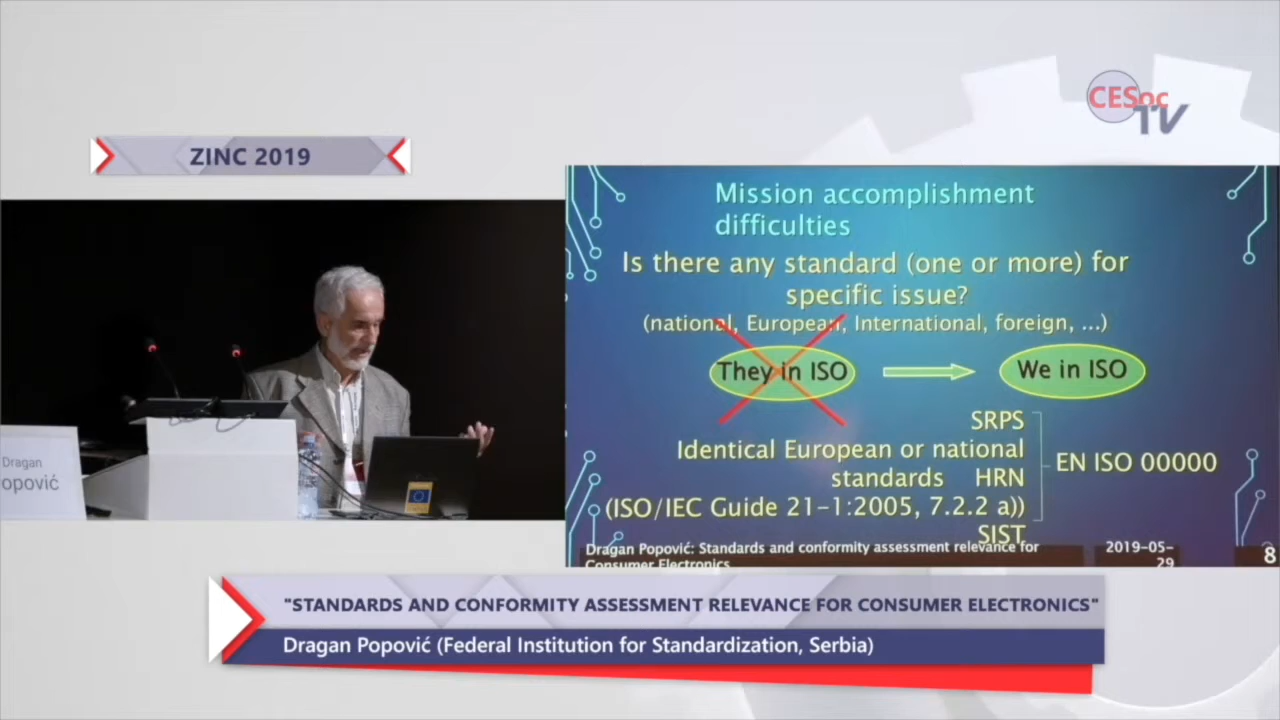 CESoc
TV
ZINC 2019
Mission accomplishment
difficulties
Is there any standard (one or more) for
specific issue?
(national, European, International, foreign, ...)
They in ISO
We in ISO
SRPS
Identical European or national
standards HRN
(ISO/IEC Guide 21-1:2005, 7.2.2 a))
SIST
EN ISO 00000
Dragan Popović: Standards and conformity assessment relevance for
Consumer Electronics
2019-05-
29
8
Dragan
opović
"STANDARDS AND CONFORMITY ASSESSMENT RELEVANCE FOR CONSUMER ELECTRONICS"
Dragan Popović (Federal Institution for Standardization, Serbia)